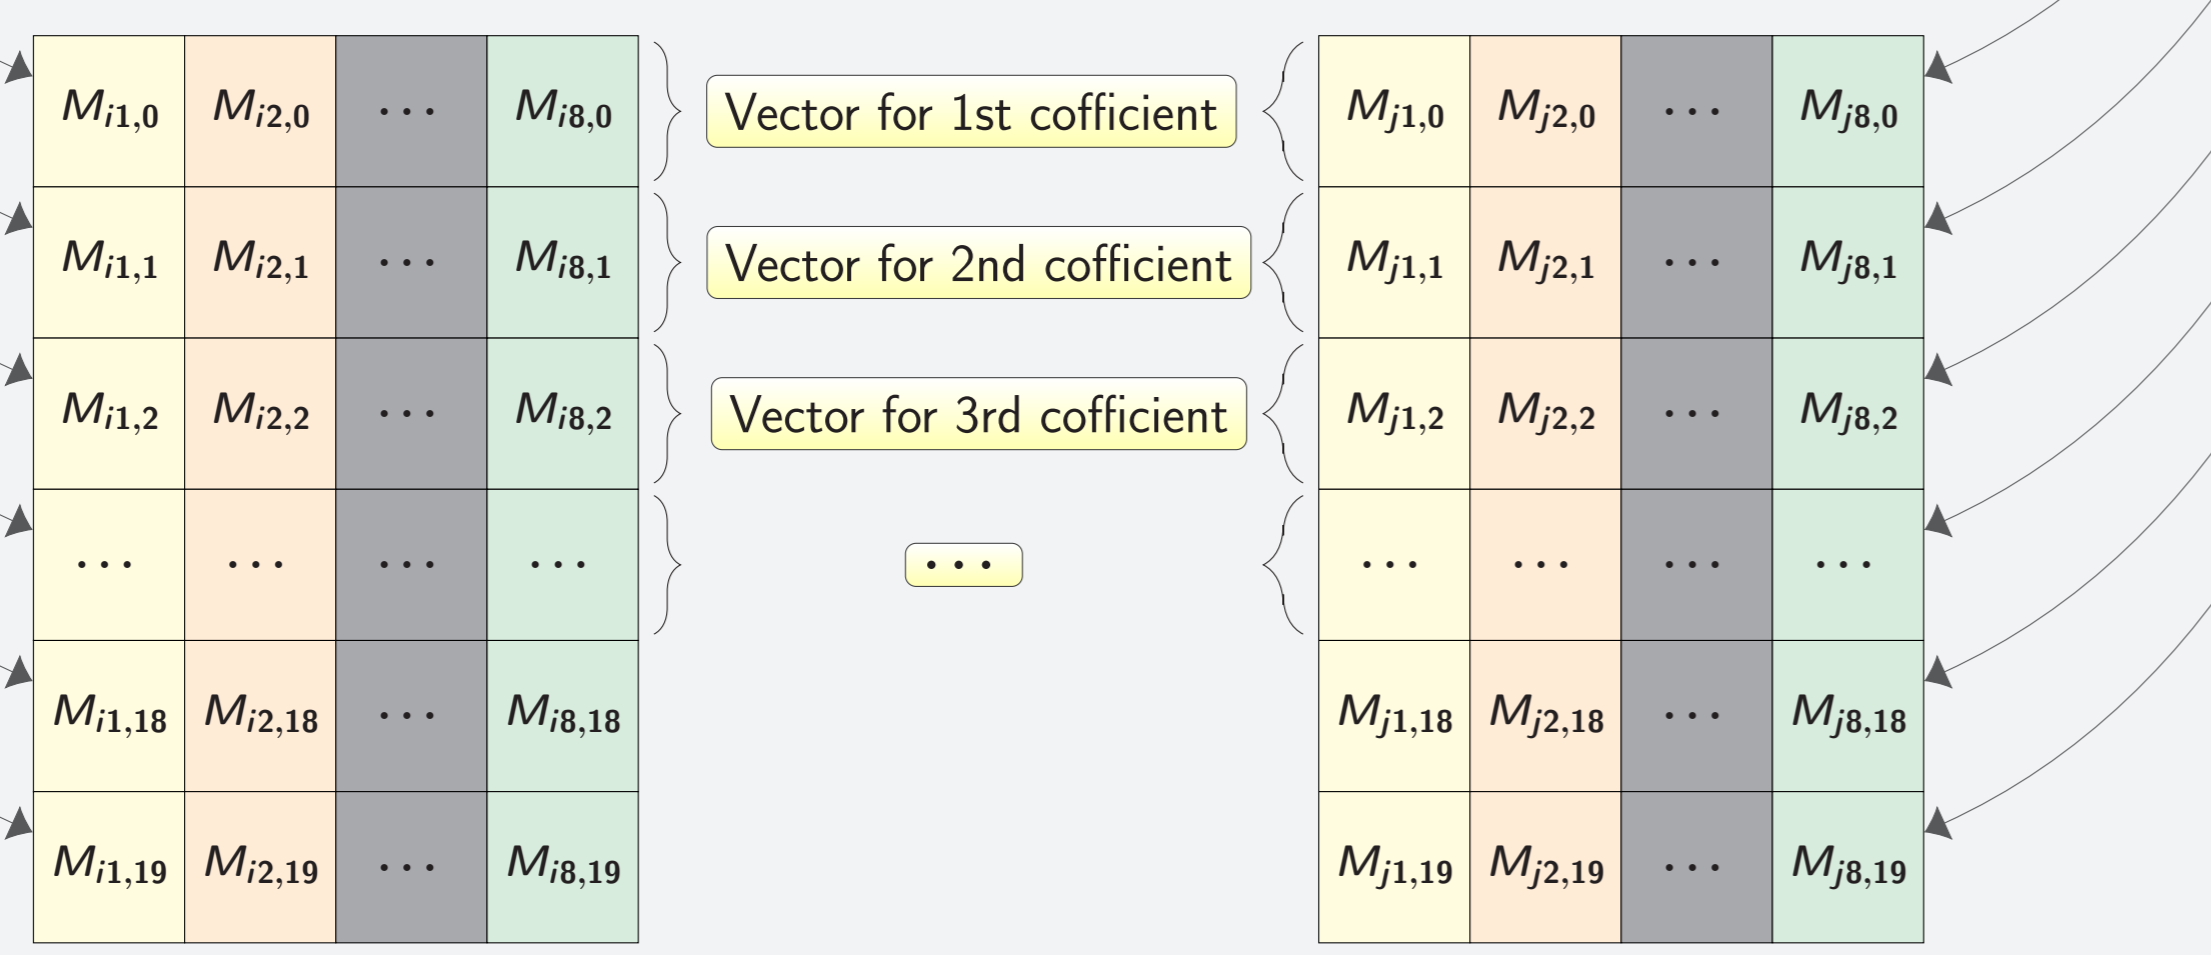 M_{i1,0} M_{i2,0} ... M_{i8,0} Vector for 1st cofficient M_{j1,0} M_{j2,0} ... M_{j8,0}
M_{i1,1} M_{i2,1} ... M_{i8,1} Vector for 2nd cofficient M_{j1,1} M_{j2,1} ... M_{j8,1}
M_{i1,2} M_{i2,2} ... M_{i8,2} Vector for 3rd cofficient M_{j1,2} M_{j2,2} ... M_{j8,2}
... ... ... ... ... ... ... ... ...
M_{i1,18} M_{i2,18} ... M_{i8,18} M_{j1,18} M_{j2,18} ... M_{j8,18}
M_{i1,19} M_{i2,19} ... M_{i8,19} M_{j1,19} M_{j2,19} ... M_{j8,19}